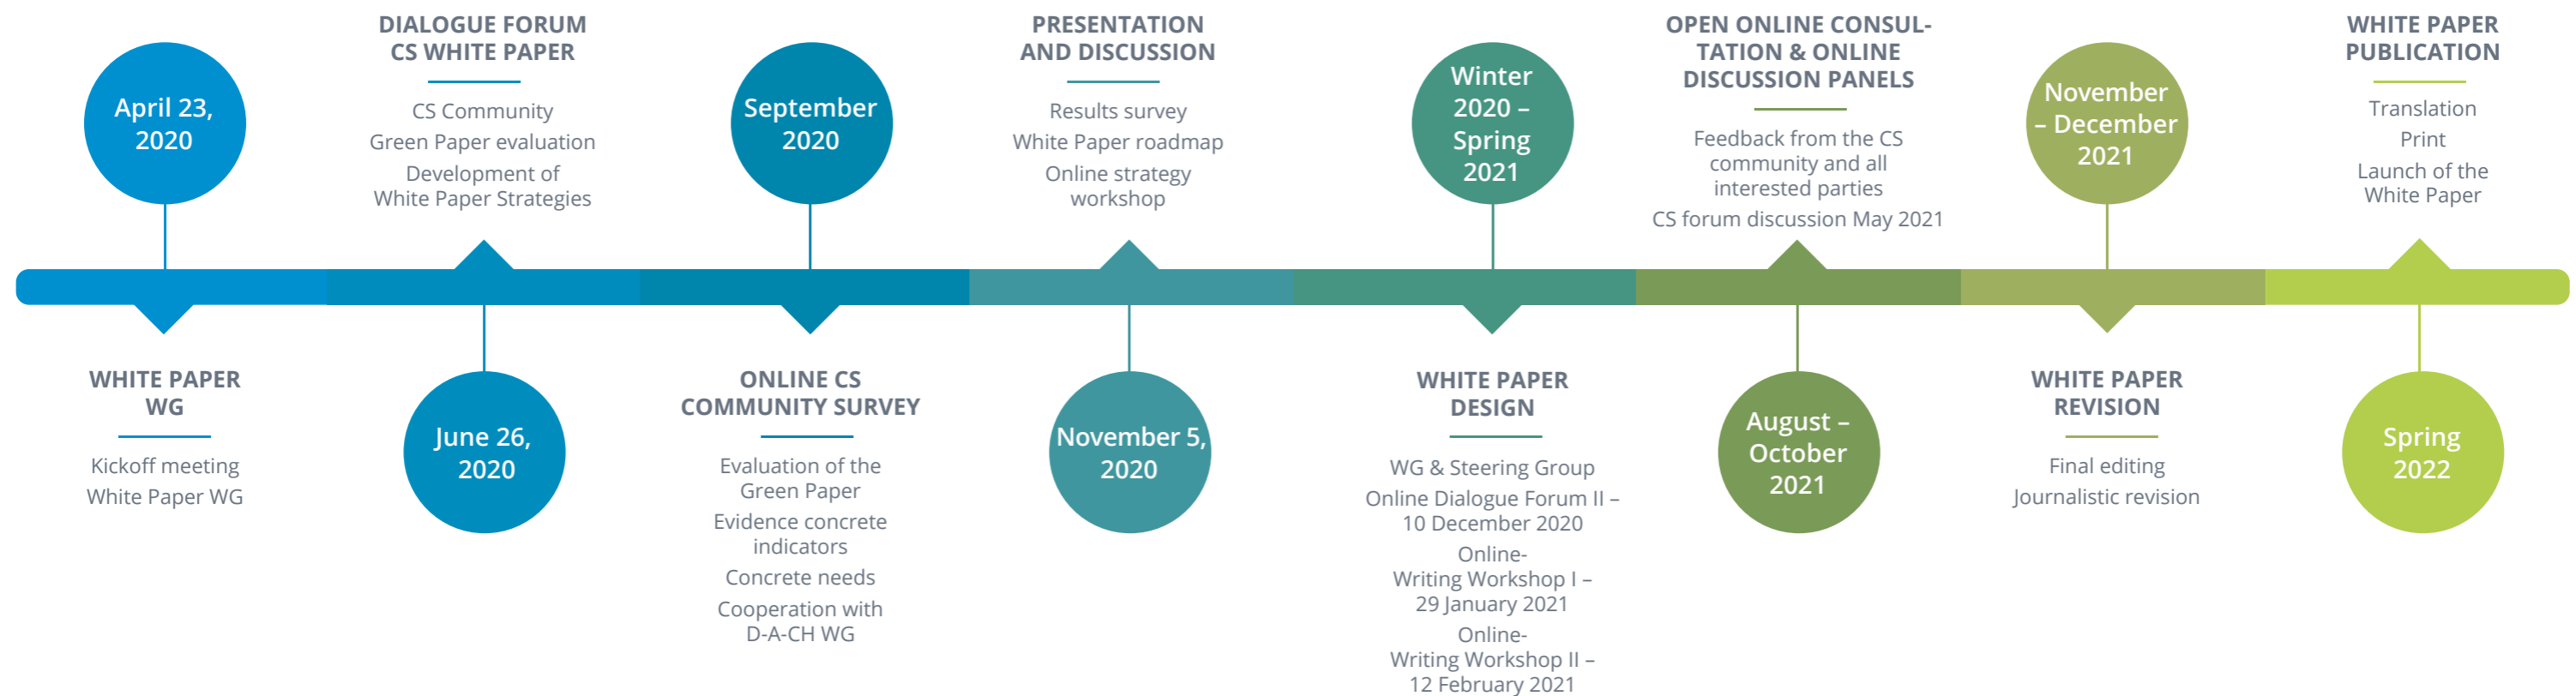 April 23,
2020
WHITE PAPER
WG
Kickoff meeting
White Paper WG
DIALOGUE FORUM
CS WHITE PAPER
CS Community
Green Paper evaluation
Development of
White Paper Strategies
June 26,
2020
September
2020
ONLINE CS
COMMUNITY SURVEY
Evaluation of the
Green Paper
Evidence concrete
indicators
Concrete needs
Cooperation with
D-A-CH WG
PRESENTATION
AND DISCUSSION
Results survey
White Paper roadmap
Online strategy
workshop
November 5,
2020
Winter
2020 –
Spring
2021
WHITE PAPER
DESIGN
WG & Steering Group
Online Dialogue Forum II –
10 December 2020
Online-
Writing Workshop I –
29 January 2021
Online-
Writing Workshop II –
12 February 2021
OPEN ONLINE CONSUL-
TATION & ONLINE
DISCUSSION PANELS
Feedback from the CS
community and all
interested parties
CS forum discussion May 2021
August –
October
2021
November
– December
2021
WHITE PAPER
REVISION
Final editing
Journalistic revision
WHITE PAPER
PUBLICATION
Translation
Print
Launch of the
White Paper
Spring
2022